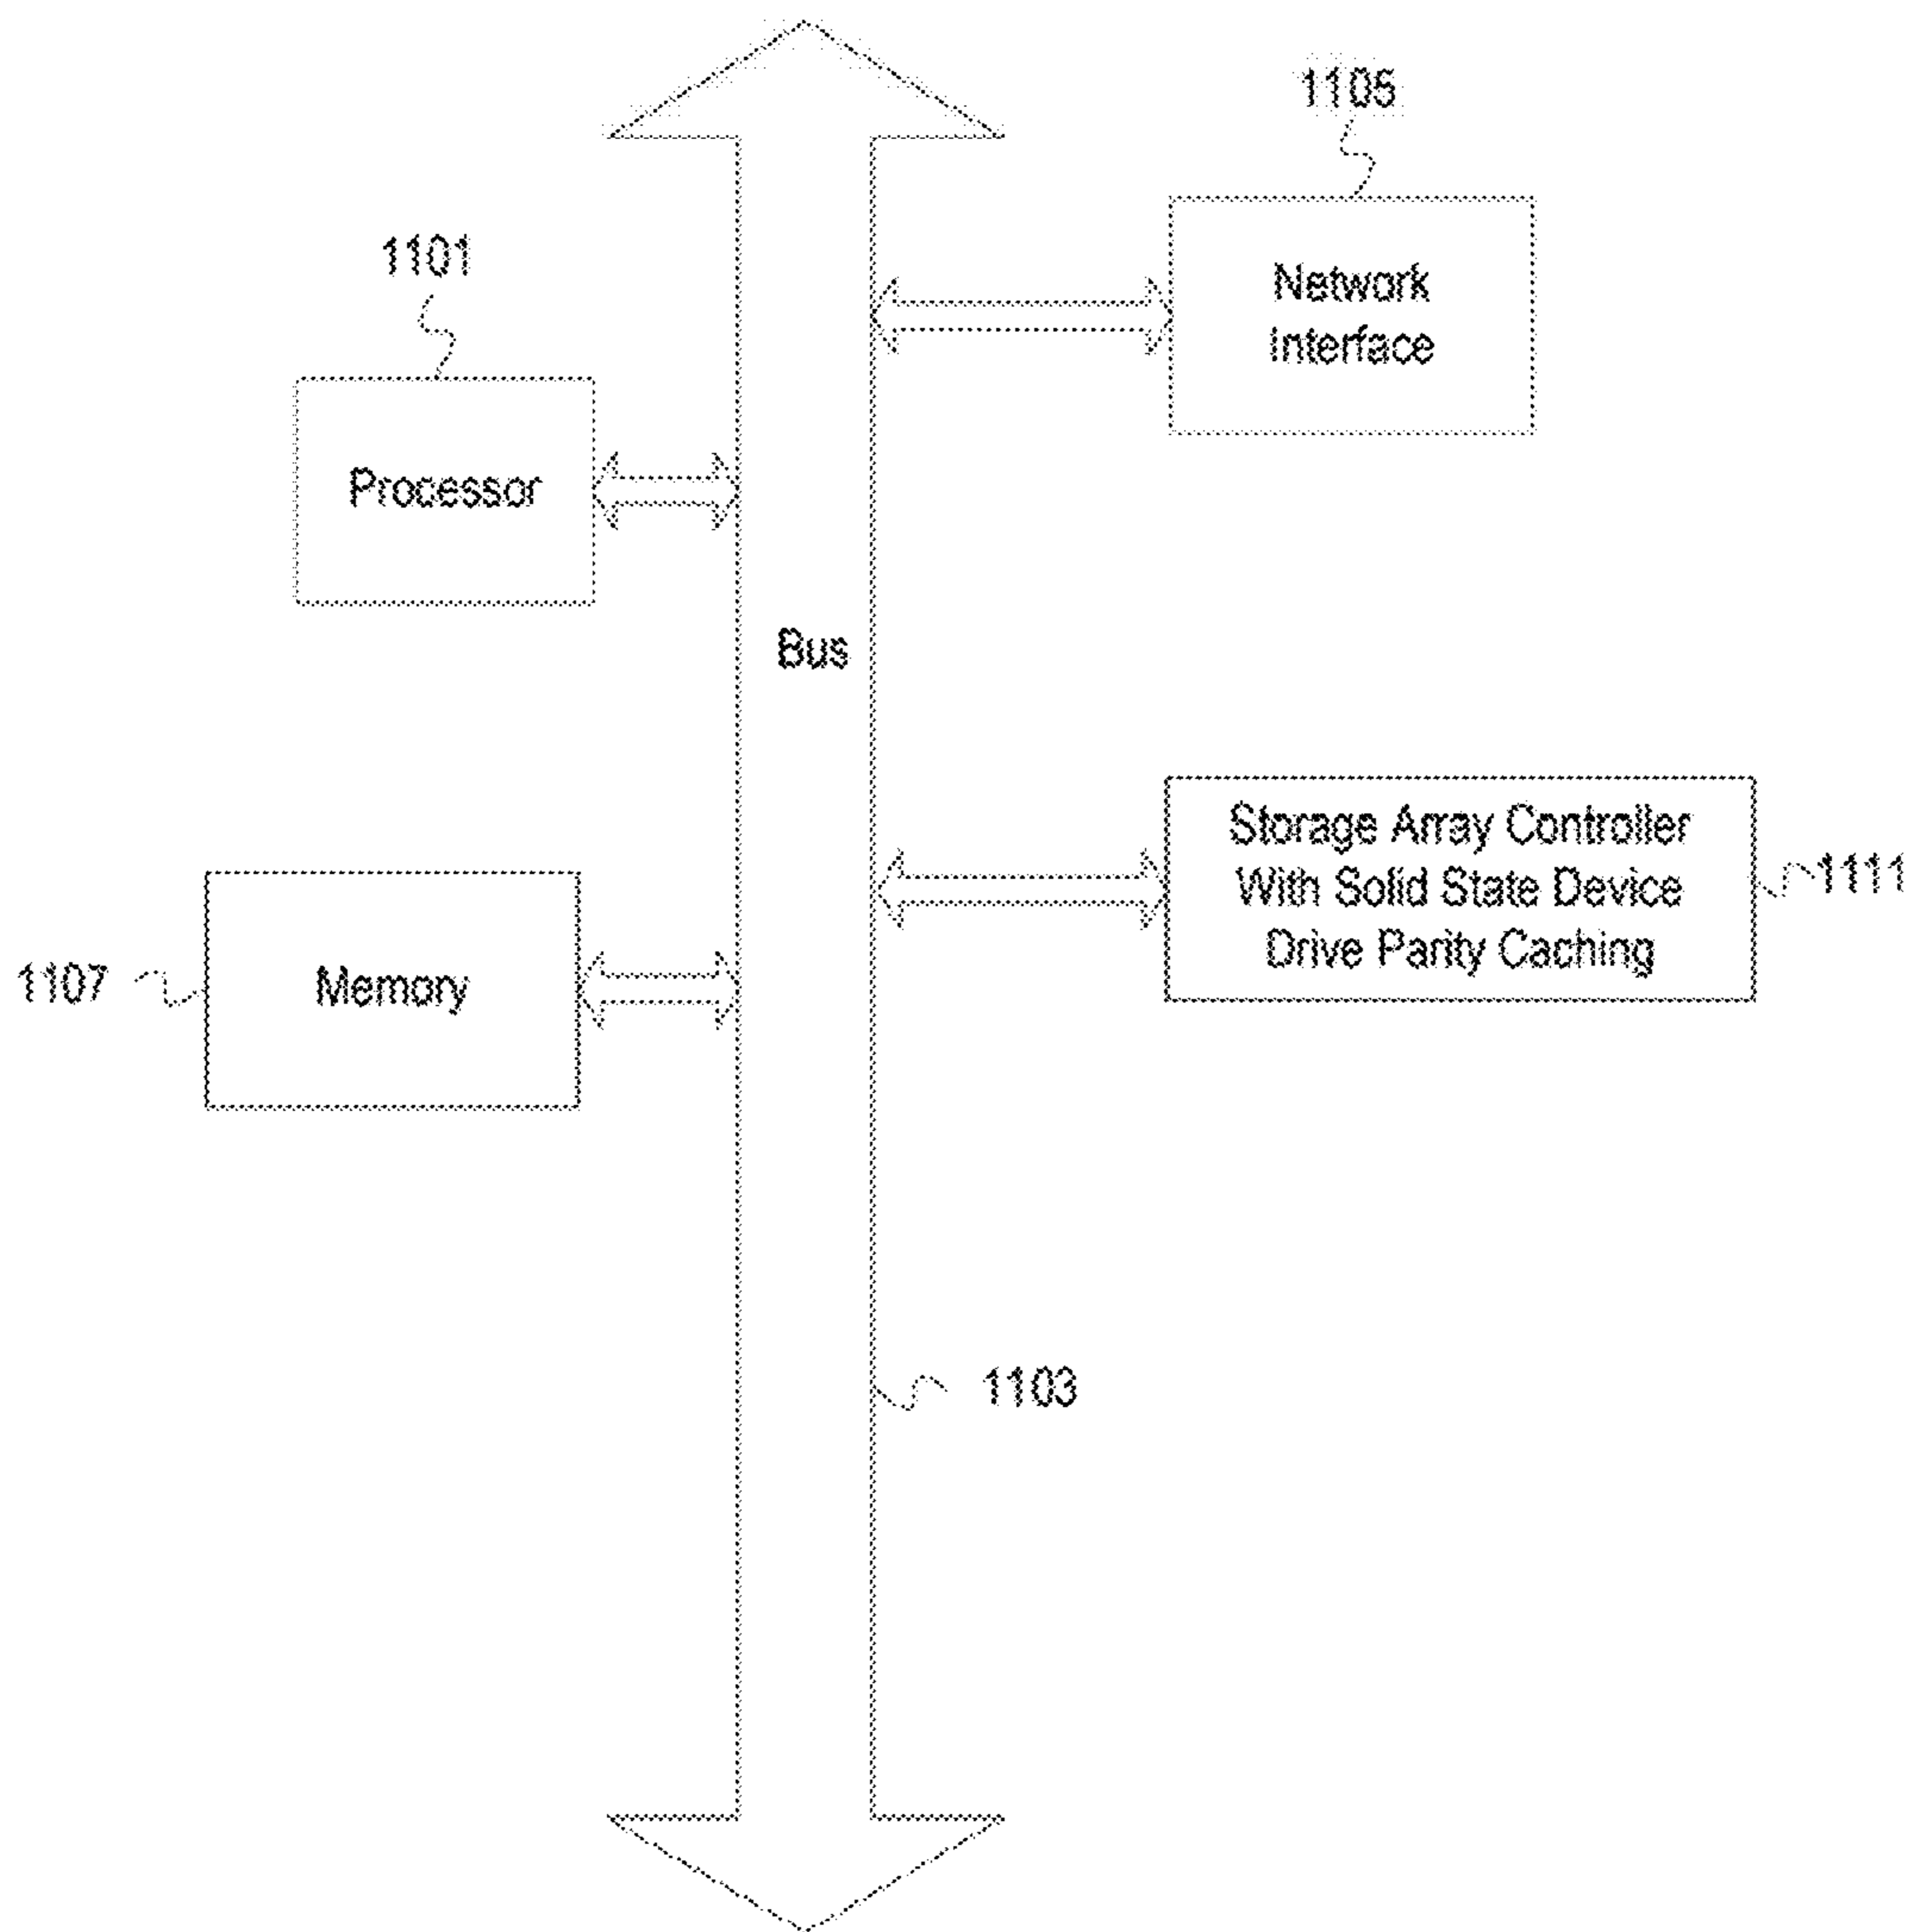 1105
1101
Network
Interface
Processor
Bus
Storage Array Controller
With Solid State Device
Drive Parity Caching
1111
1107
Memory
1103